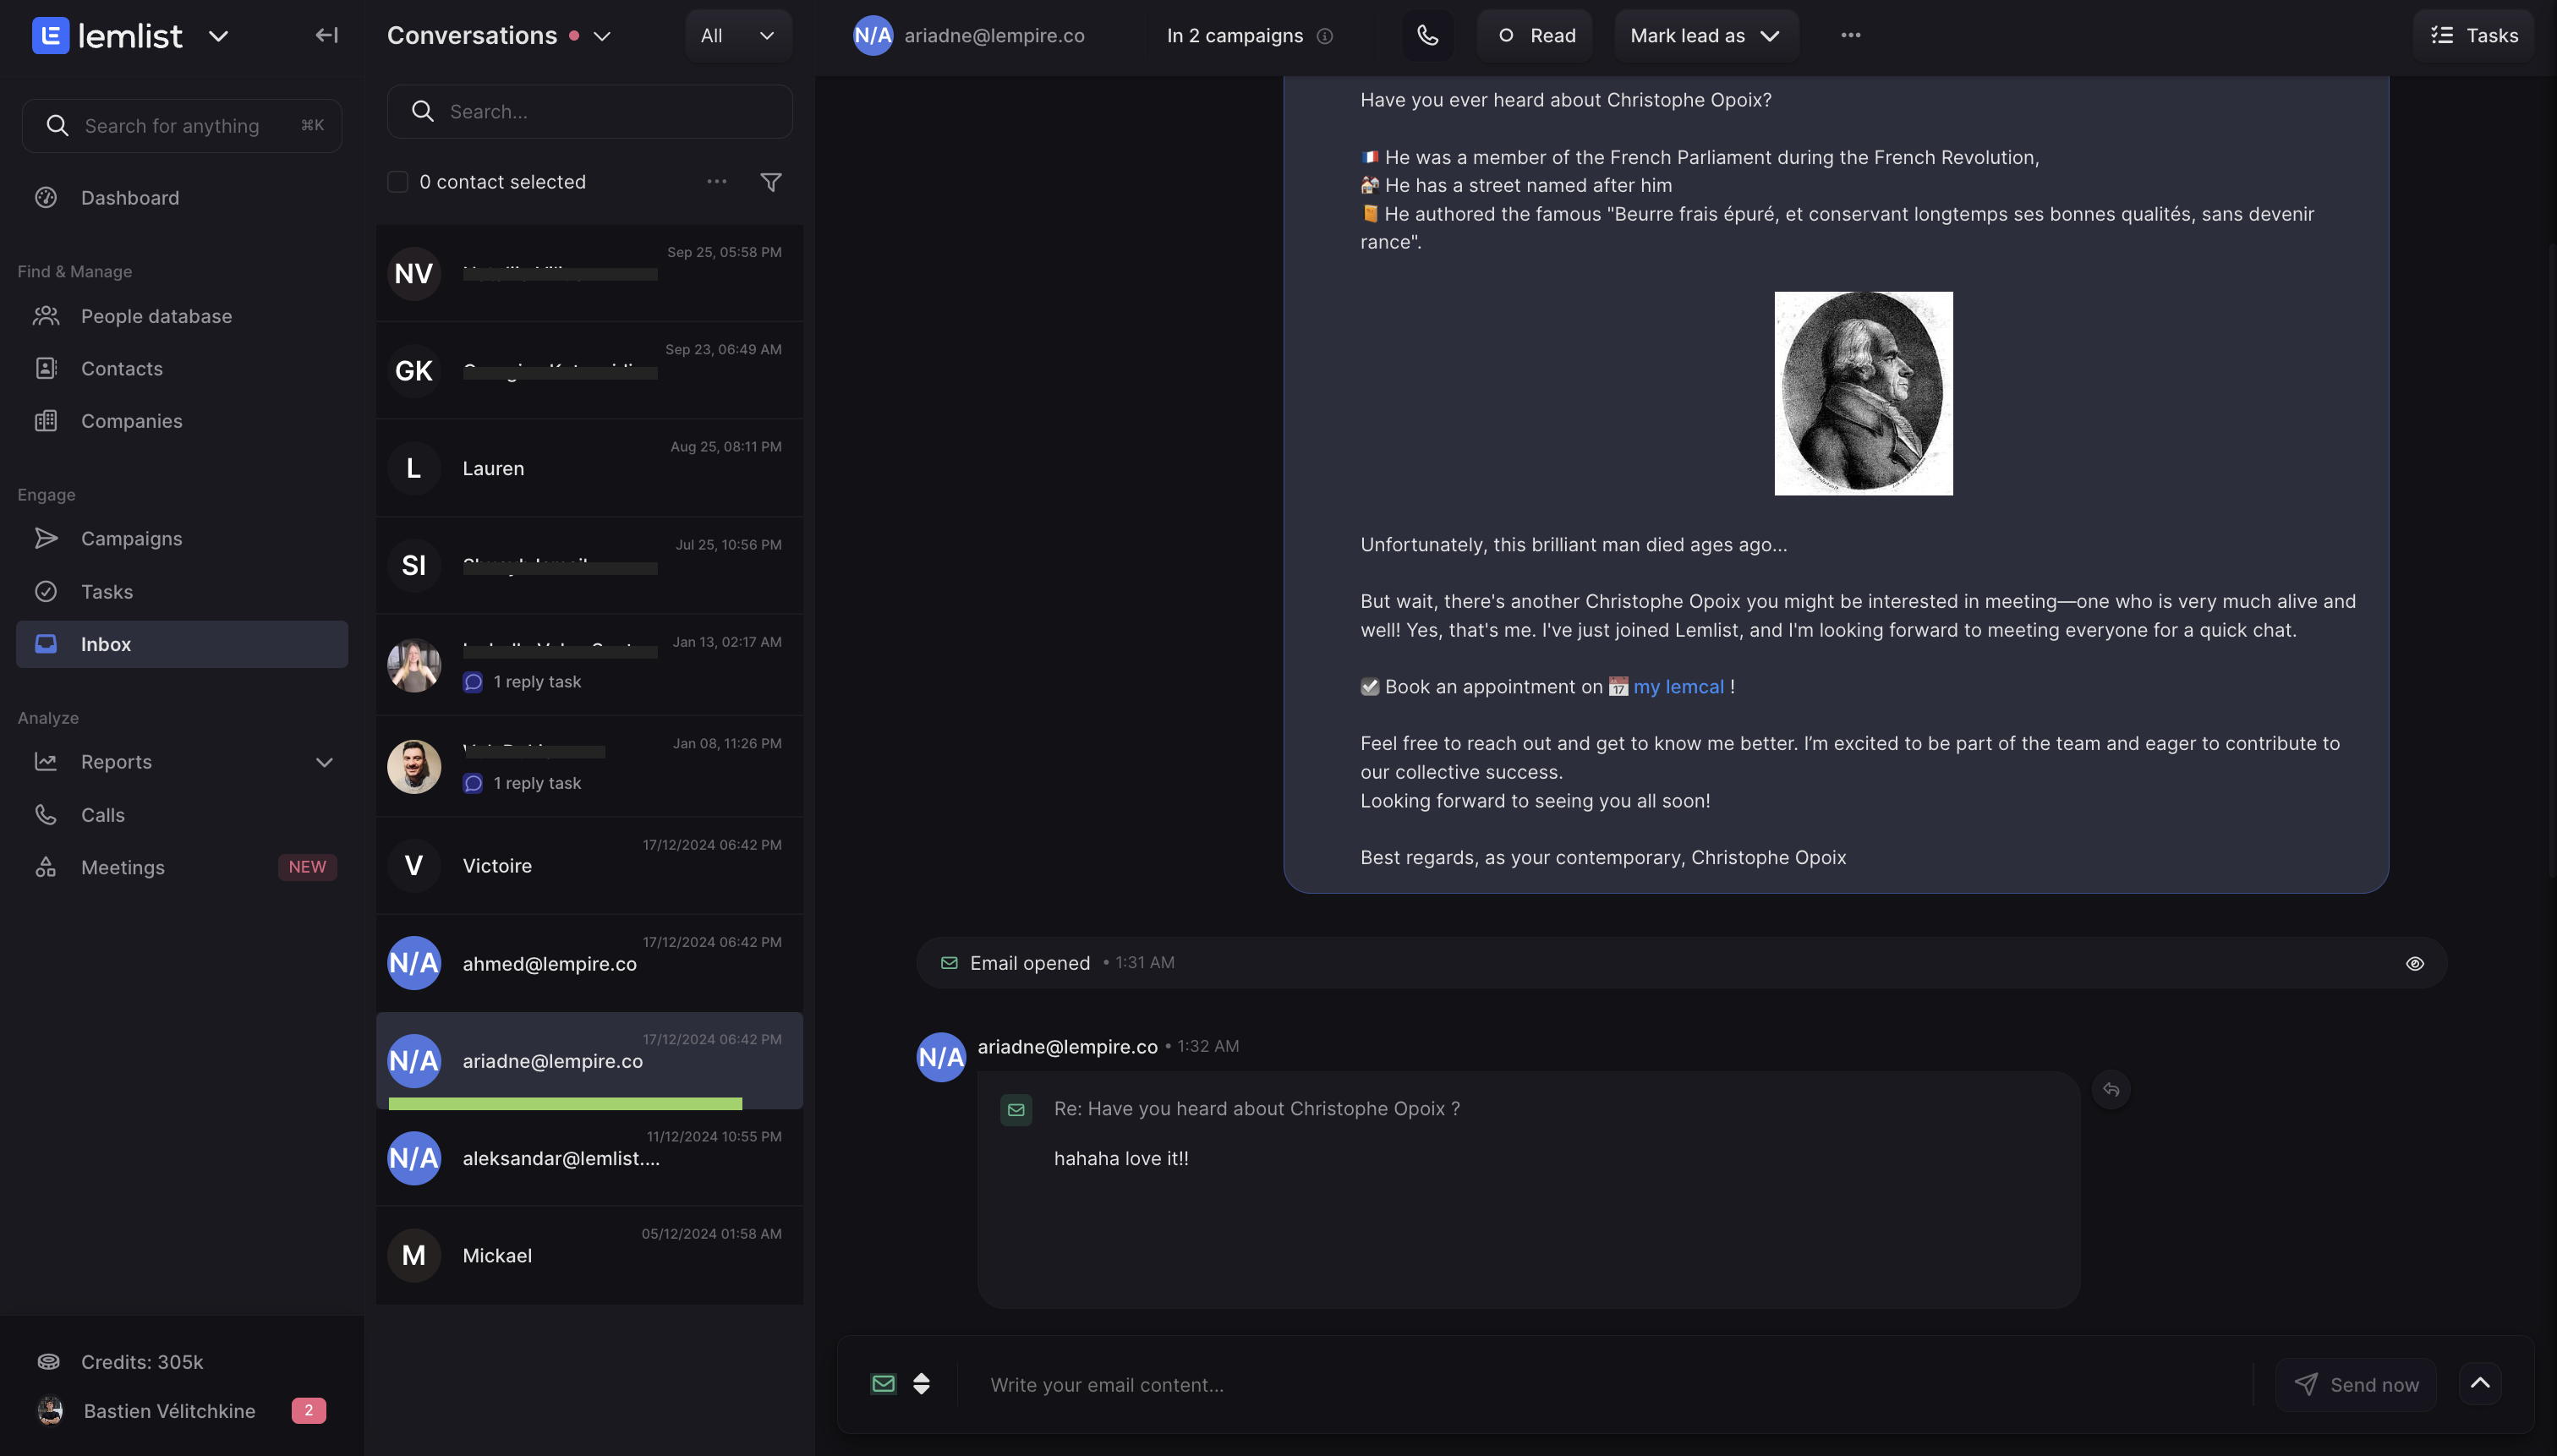 lemlist
Search for anything ⌘K
Dashboard
Find & Manage
People database
Contacts
Companies
Engage
Campaigns
Tasks
Inbox
Analyze
Reports
Calls
Meetings NEW
Credits: 305k
Bastien Vélitchkine 2
Conversations
All
Search...
0 contact selected
NV
Sep 25, 05:58 PM
GK
Sep 23, 06:49 AM
L
Lauren
Aug 25, 08:11 PM
SI
Jul 25, 10:56 PM
Jan 13, 02:17 AM
1 reply task
Jan 08, 11:26 PM
1 reply task
V
Victoire
17/12/2024 06:42 PM
N/A
ahmed@lempire.co
17/12/2024 06:42 PM
N/A
ariadne@lempire.co
17/12/2024 06:42 PM
N/A
aleksandar@lemlist....
11/12/2024 10:55 PM
M
Mickael
05/12/2024 01:58 AM
N/A ariadne@lempire.co
In 2 campaigns
Read
Mark lead as
Tasks
Have you ever heard about Christophe Opoix?
🇫🇷 He was a member of the French Parliament during the French Revolution,
🏘️ He has a street named after him
📙 He authored the famous "Beurre frais épuré, et conservant longtemps ses bonnes qualités, sans devenir
rance".
Unfortunately, this brilliant man died ages ago...
But wait, there's another Christophe Opoix you might be interested in meeting—one who is very much alive and
well! Yes, that's me. I've just joined Lemlist, and I'm looking forward to meeting everyone for a quick chat.
☑️ Book an appointment on 📅 my lemcal !
Feel free to reach out and get to know me better. I’m excited to be part of the team and eager to contribute to
our collective success.
Looking forward to seeing you all soon!
Best regards, as your contemporary, Christophe Opoix
Email opened • 1:31 AM
N/A
ariadne@lempire.co • 1:32 AM
Re: Have you heard about Christophe Opoix ?
hahaha love it!!
Write your email content...
Send now